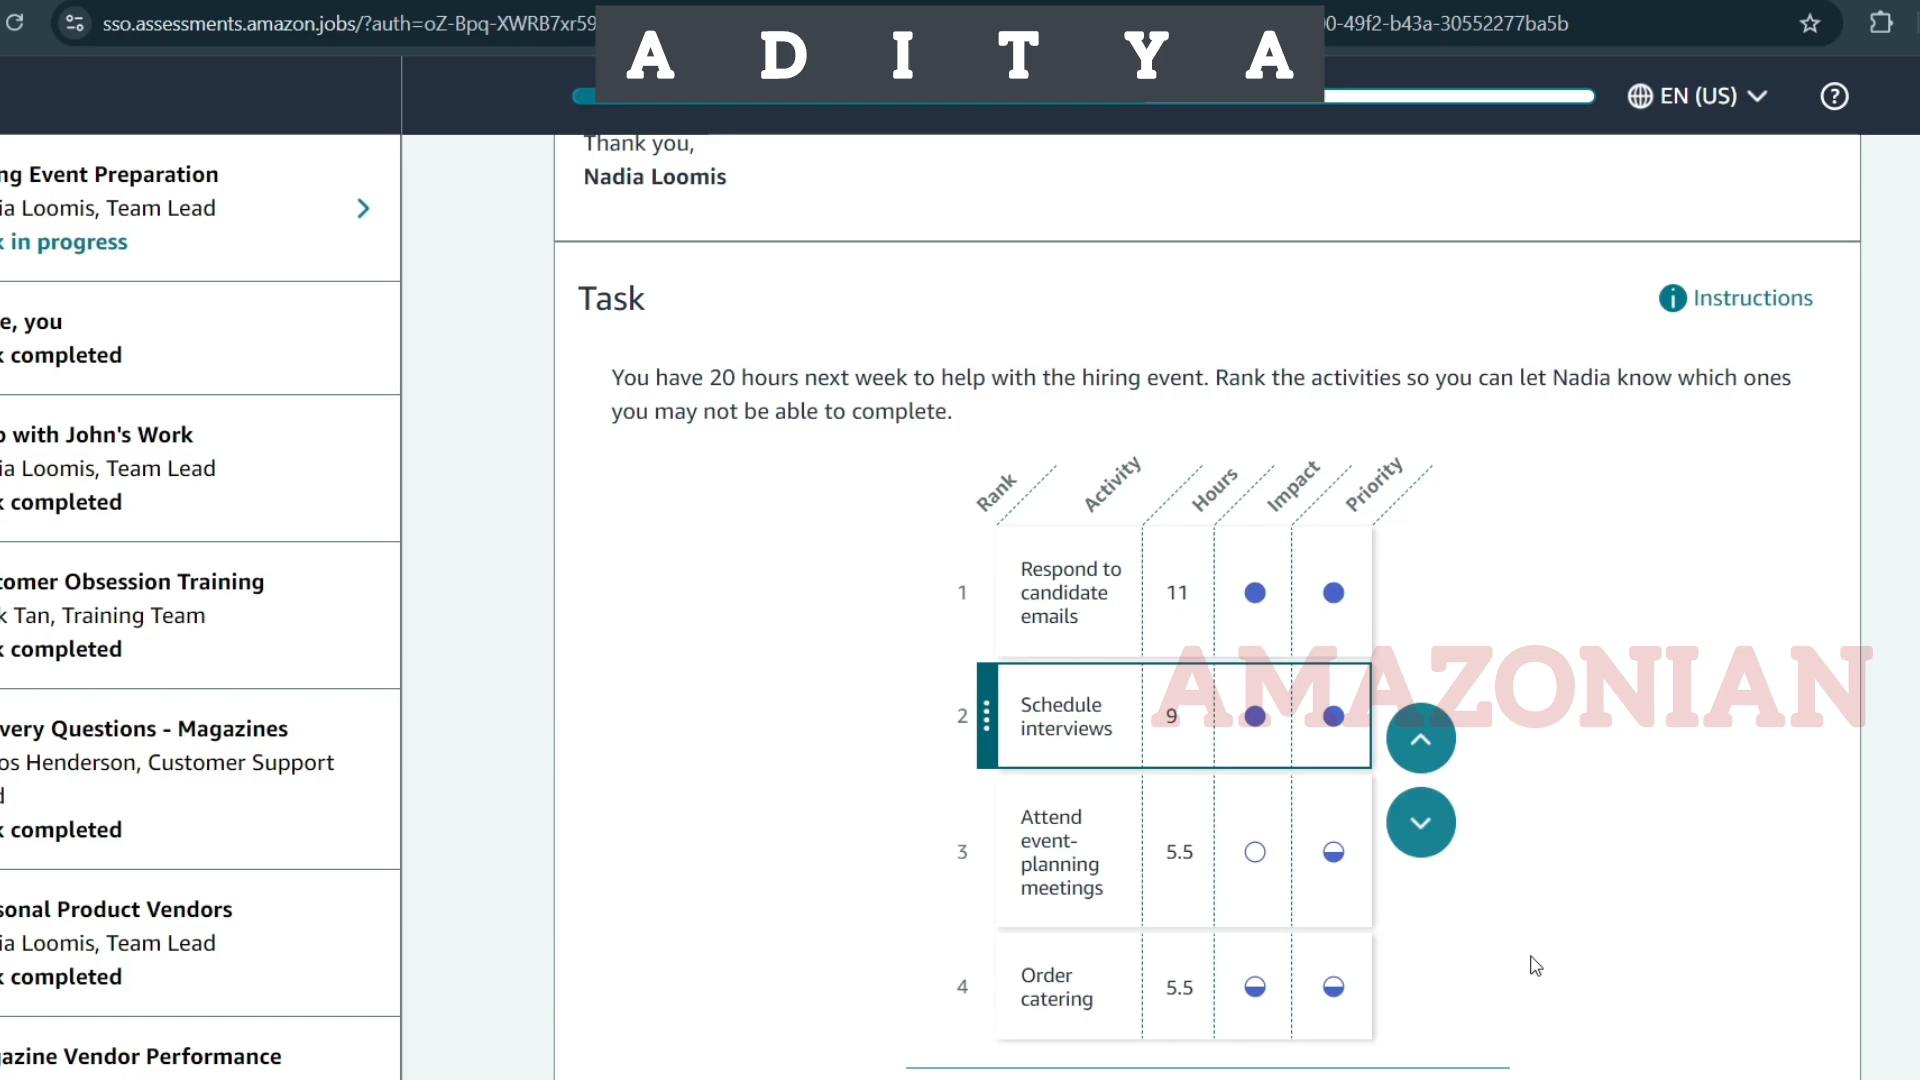 sso.assessments.amazon.jobs/?auth=oZ-Bpq-XWRB7xr59
0-49f2-b43a-30552277ba5b
A D I T Y A
EN (US)
ng Event Preparation
ia Loomis, Team Lead
k in progress
e, you
k completed
p with John's Work
ia Loomis, Team Lead
k completed
tomer Obsession Training
k Tan, Training Team
k completed
very Questions - Magazines
os Henderson, Customer Support
d
k completed
sonal Product Vendors
ia Loomis, Team Lead
k completed
gazine Vendor Performance
Thank you,
Nadia Loomis
Task
Instructions
You have 20 hours next week to help with the hiring event. Rank the activities so you can let Nadia know which ones
you may not be able to complete.
Rank Activity Hours Impact Priority
1 Respond to candidate emails 11
2 Schedule interviews 9
3 Attend event-planning meetings 5.5
4 Order catering 5.5
AMAZONIAN